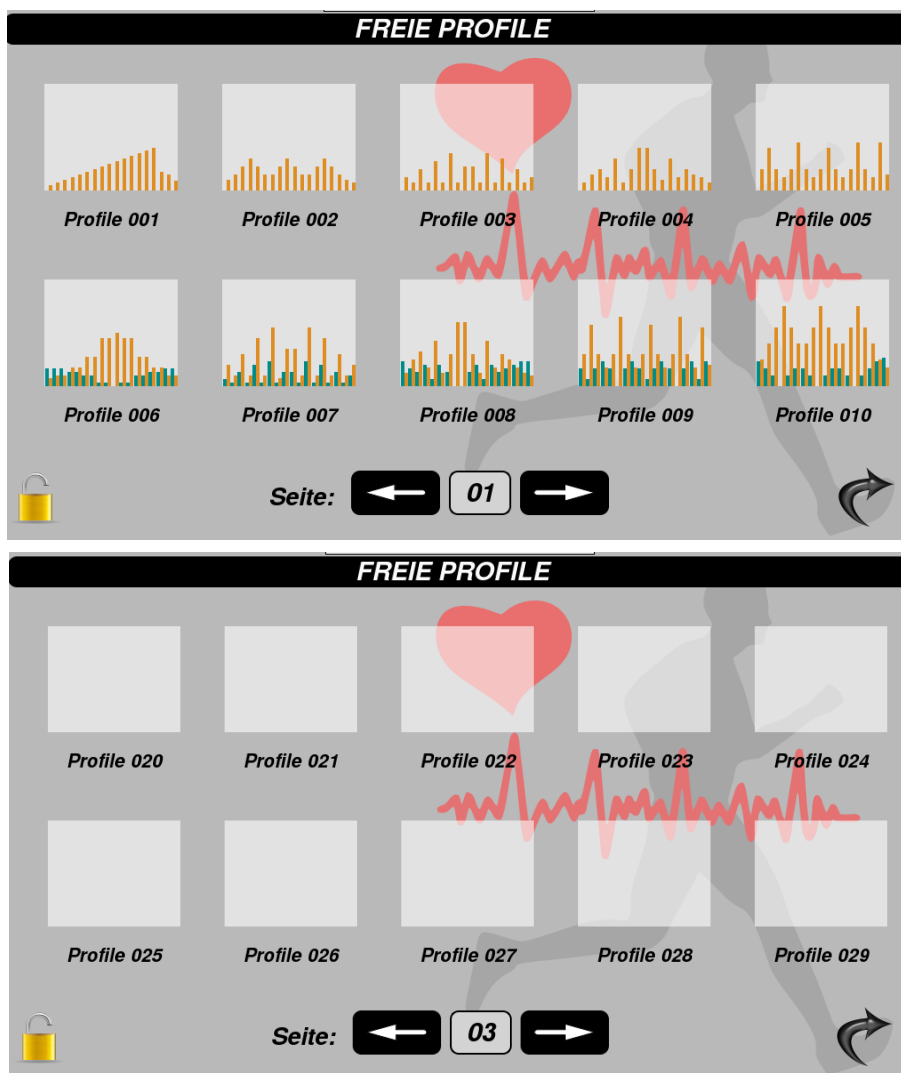 FREIE PROFILE
Profile 001 Profile 002 Profile 003 Profile 004 Profile 005
Profile 006 Profile 007 Profile 008 Profile 009 Profile 010
Seite: 01
FREIE PROFILE
Profile 020 Profile 021 Profile 022 Profile 023 Profile 024
Profile 025 Profile 026 Profile 027 Profile 028 Profile 029
Seite: 03